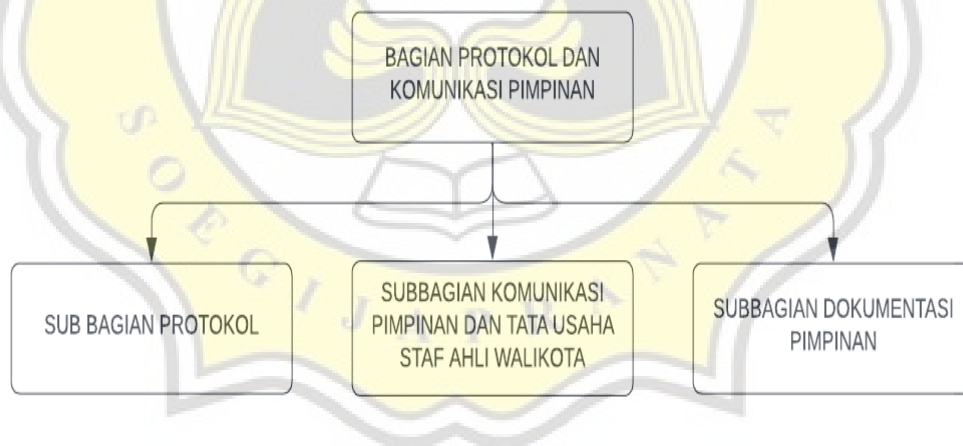 BAGIAN PROTOKOL DAN
KOMUNIKASI PIMPINAN
SUB BAGIAN PROTOKOL
SUBBAGIAN KOMUNIKASI
PIMPINAN DAN TATA USAHA
STAF AHLI WALIKOTA
SUBBAGIAN DOKUMENTASI
PIMPINAN
SOEGIJAPRANATA